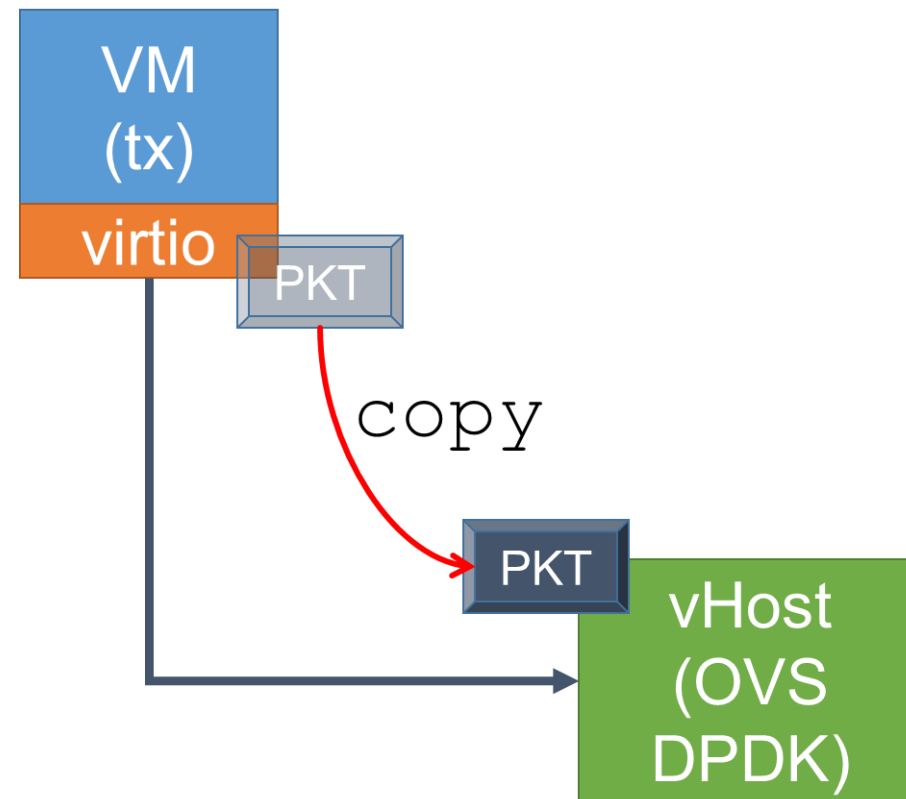 VM
(tx)
virtio
PKT
copy
PKT
vHost
(OVS
DPDK)